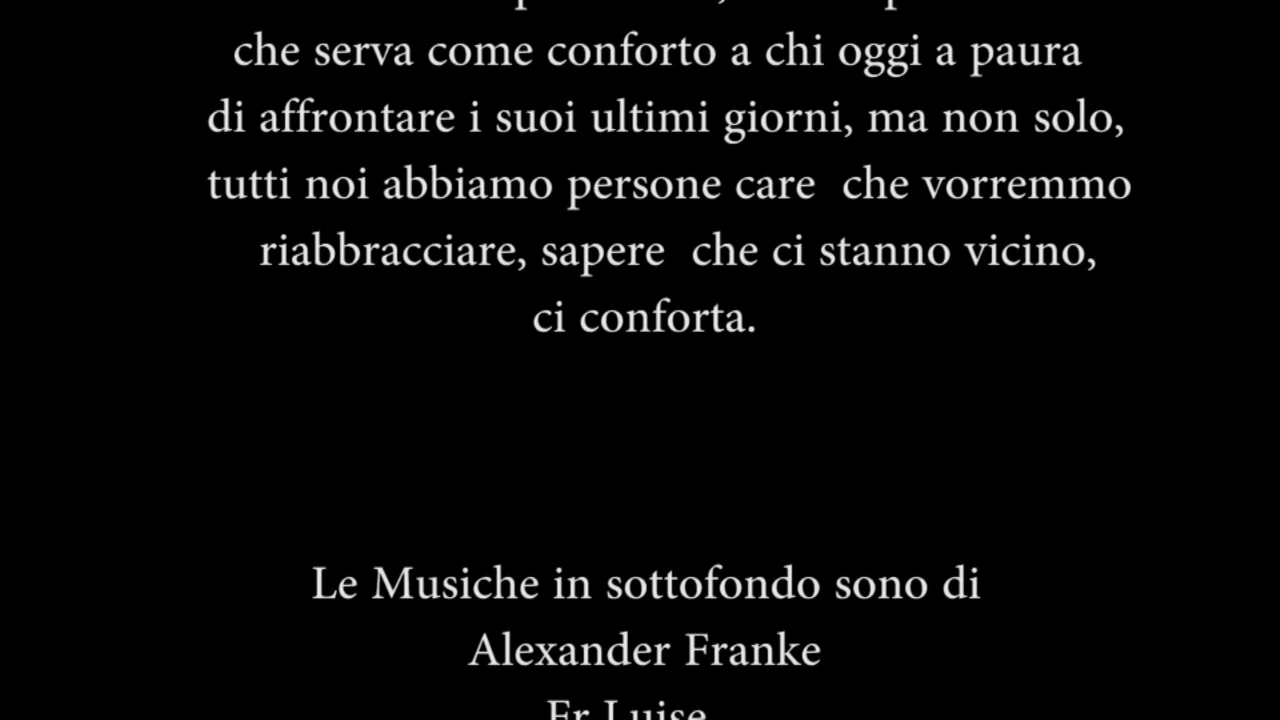 che serva come conforto a chi oggi a paura
di affrontare i suoi ultimi giorni, ma non solo,
tutti noi abbiamo persone care  che vorremmo
riabbracciare, sapere  che ci stanno vicino,
ci conforta.
Le Musiche in sottofondo sono di
Alexander Franke